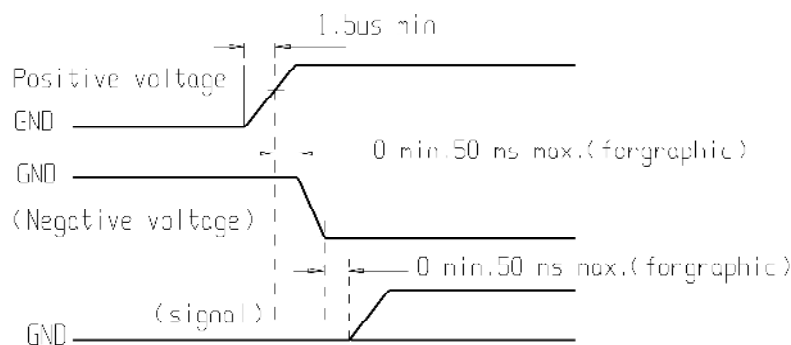 1.5us min
Positive voltage
GND
0 min.50 ms max.(forgraphic)
GND
(Negative voltage)
0 min.50 ms max.(forgraphic)
(signal)
GND